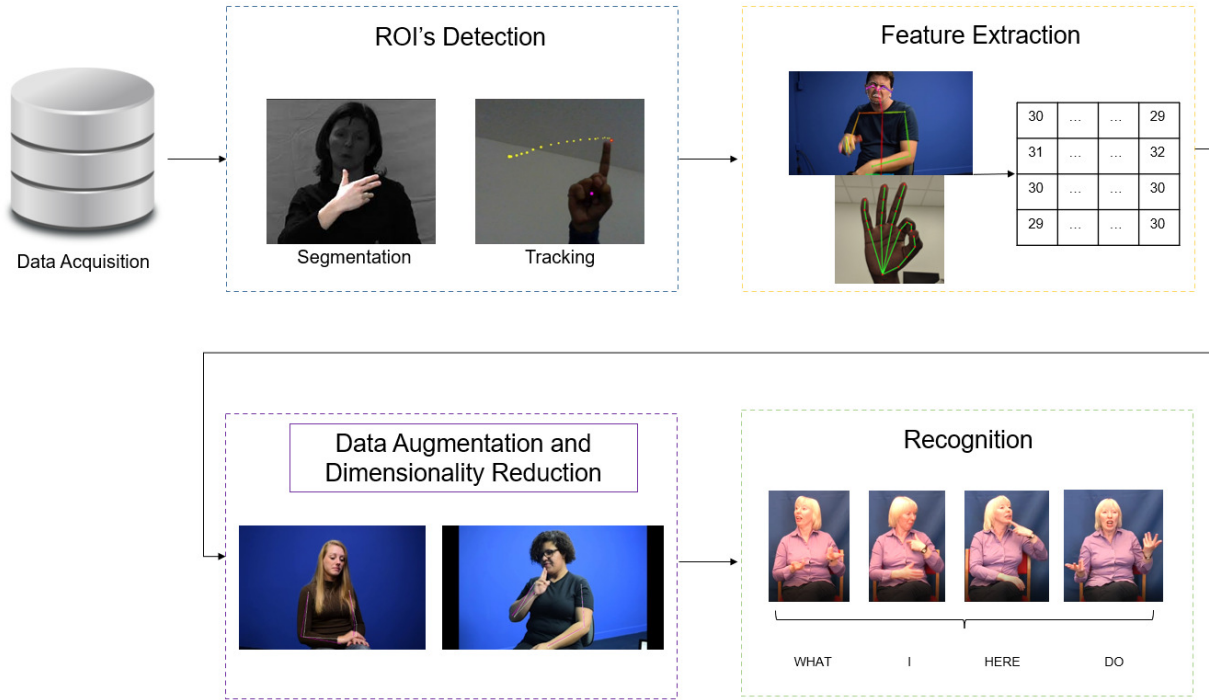 ROI's Detection
Feature Extraction
30 ... ... 29
31 ... ... 32
30 ... ... 30
29 ... ... 30
Segmentation
Tracking
Data Acquisition
Data Augmentation and
Dimensionality Reduction
Recognition
WHAT
I
HERE
DO